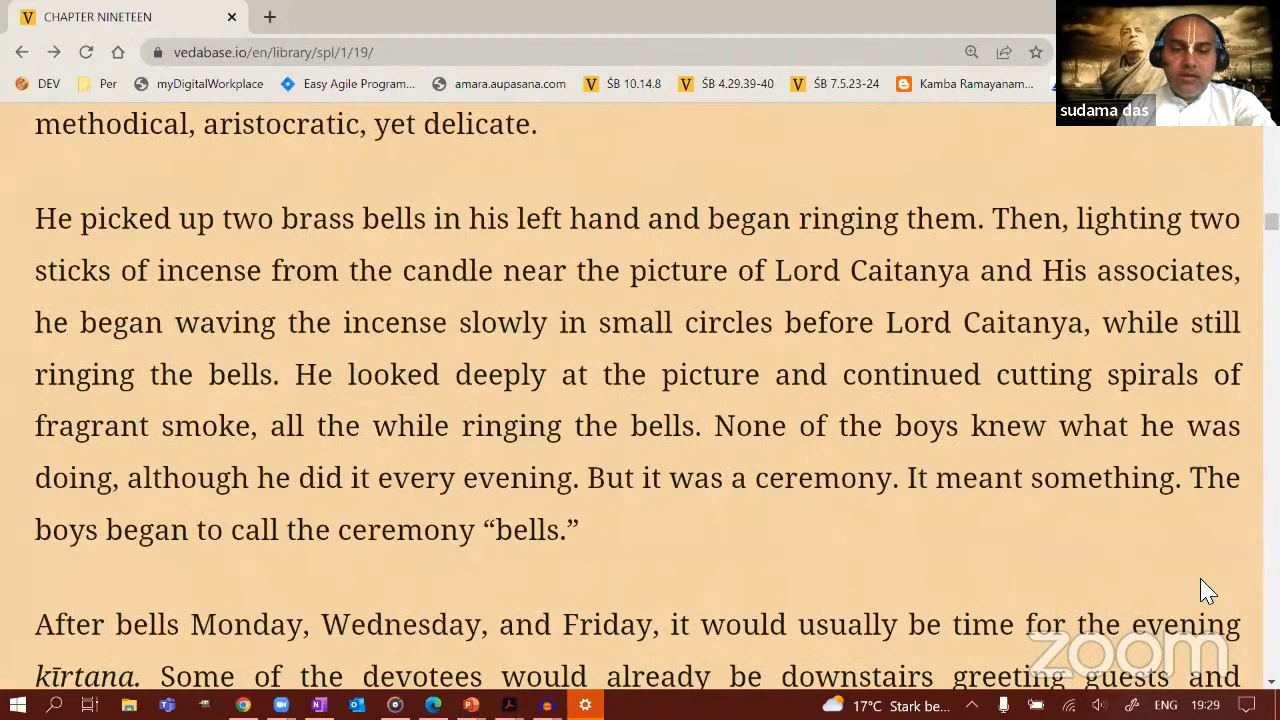 CHAPTER NINETEEN
vedabase.io/en/library/spl/1/19/
DEV Per myDigitalWorkplace Easy Agile Program... amara.aupasana.com ŚB 10.14.8 ŚB 4.29.39-40 ŚB 7.5.23-24 Kamba Ramayanam...
sudama das
methodical, aristocratic, yet delicate.
He picked up two brass bells in his left hand and began ringing them. Then, lighting two
sticks of incense from the candle near the picture of Lord Caitanya and His associates,
he began waving the incense slowly in small circles before Lord Caitanya, while still
ringing the bells. He looked deeply at the picture and continued cutting spirals of
fragrant smoke, all the while ringing the bells. None of the boys knew what he was
doing, although he did it every evening. But it was a ceremony. It meant something. The
boys began to call the ceremony “bells.”
After bells Monday, Wednesday, and Friday, it would usually be time for the evening
kīrtana. Some of the devotees would already be downstairs greeting guests and
zoom
17°C Stark be... ENG 19:29